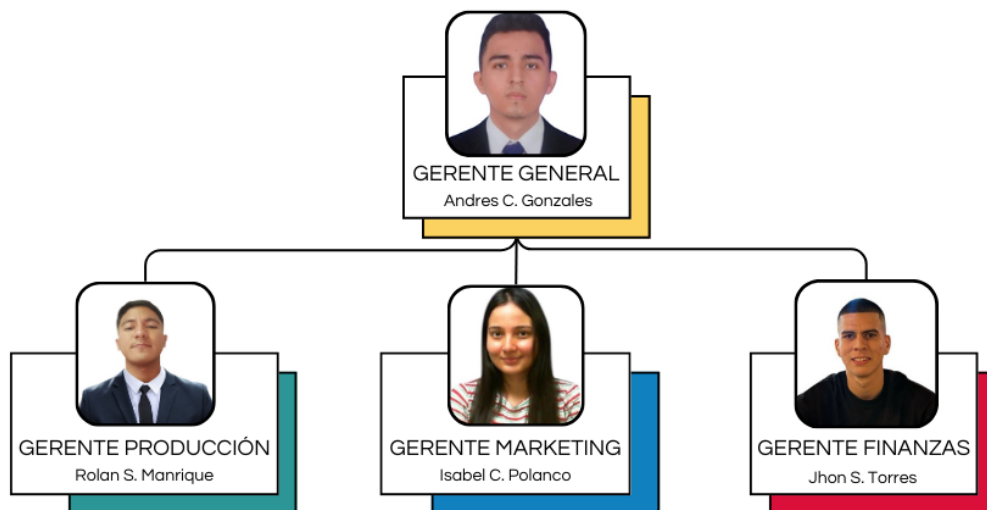 GERENTE GENERAL
Andres C. Gonzales
GERENTE PRODUCCIÓN
Rolan S. Manrique
GERENTE MARKETING
Isabel C. Polanco
GERENTE FINANZAS
Jhon S. Torres